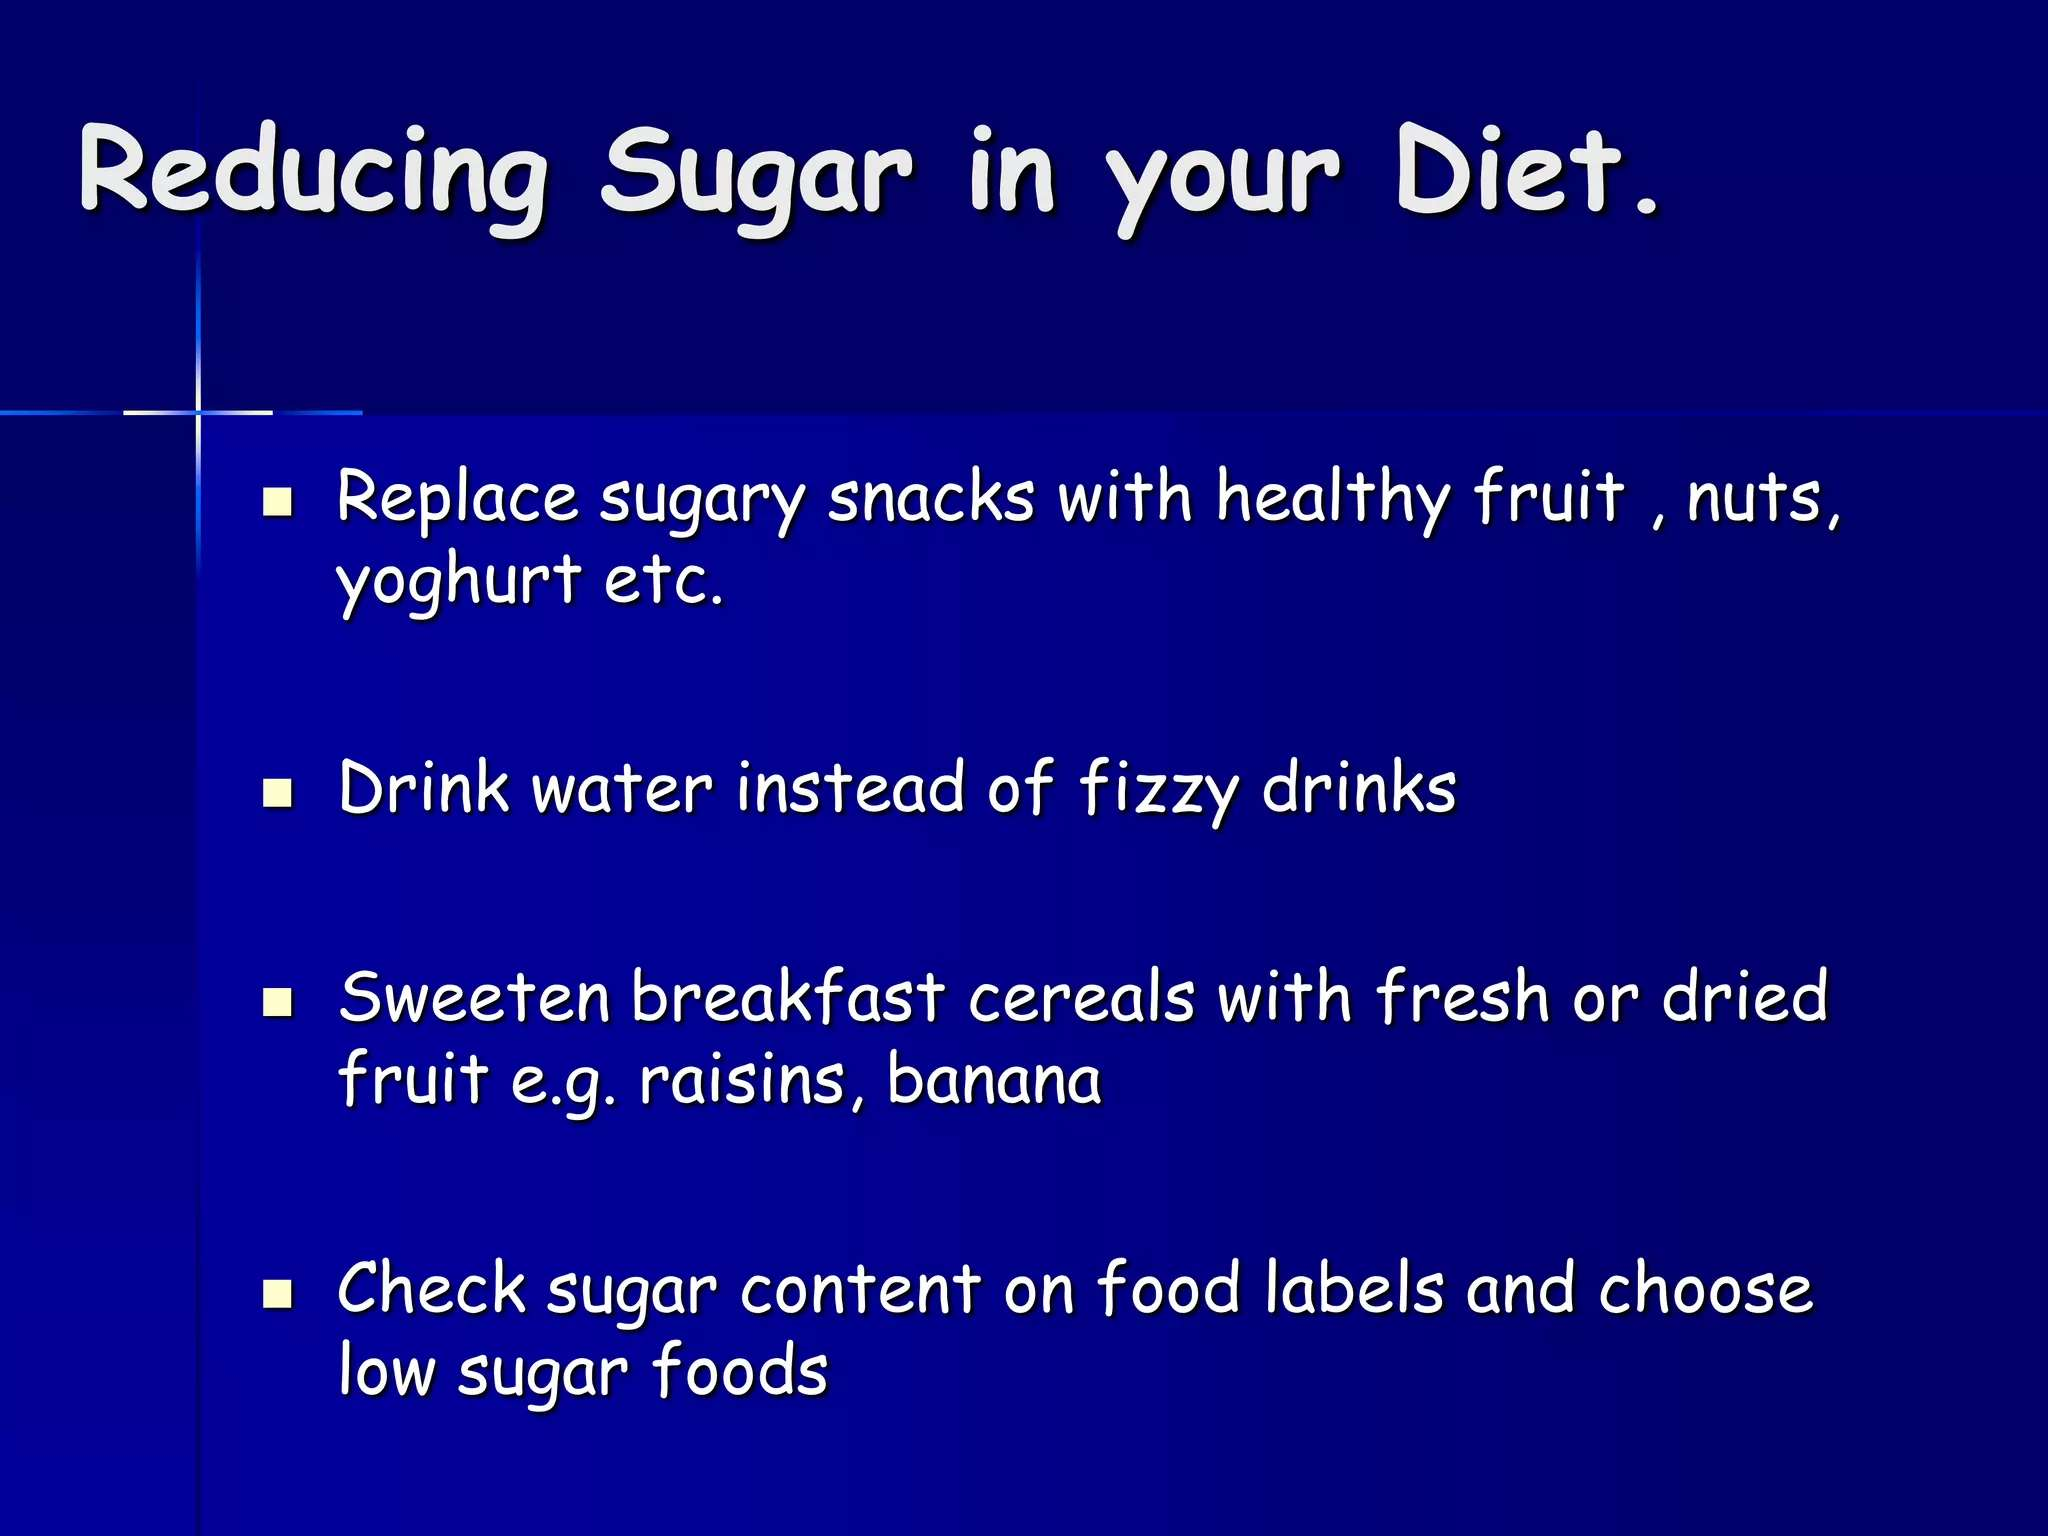 Reducing Sugar in your Diet.
Replace sugary snacks with healthy fruit , nuts,
yoghurt etc.
Drink water instead of fizzy drinks
Sweeten breakfast cereals with fresh or dried
fruit e.g. raisins, banana
Check sugar content on food labels and choose
low sugar foods